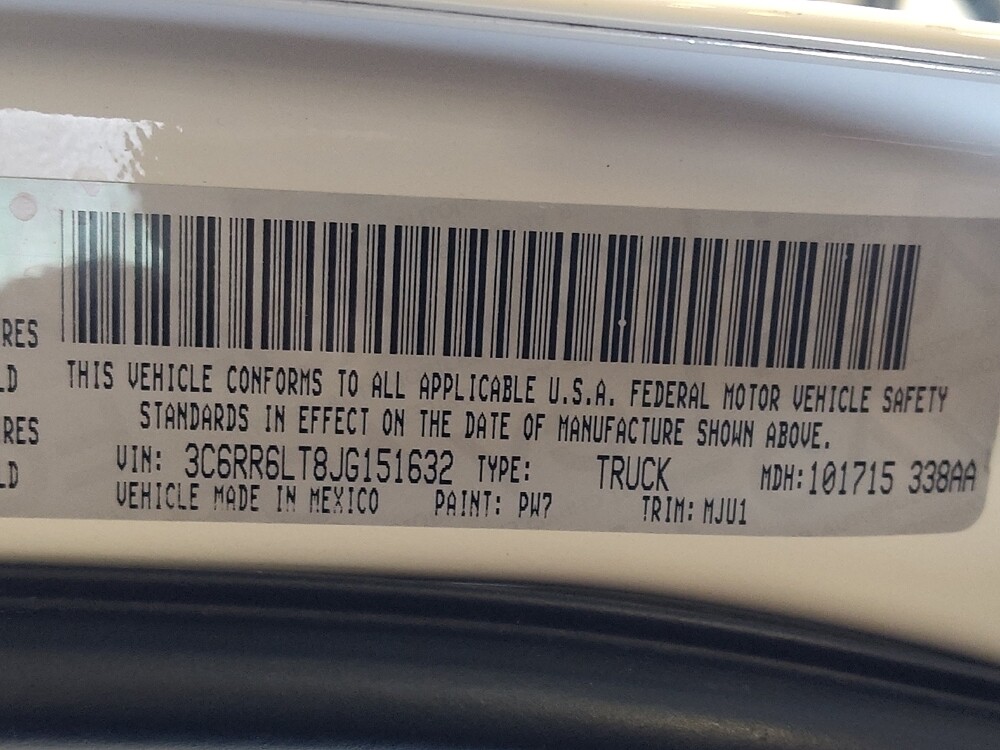 RES
LD
RES
LD
THIS VEHICLE CONFORMS TO ALL APPLICABLE U.S.A. FEDERAL MOTOR VEHICLE SAFETY
STANDARDS IN EFFECT ON THE DATE OF MANUFACTURE SHOWN ABOVE.
VIN: 3C6RR6LT8JG151632 TYPE: TRUCK MDH:101715 338AA
VEHICLE MADE IN MEXICO PAINT: PW7 TRIM: MJU1